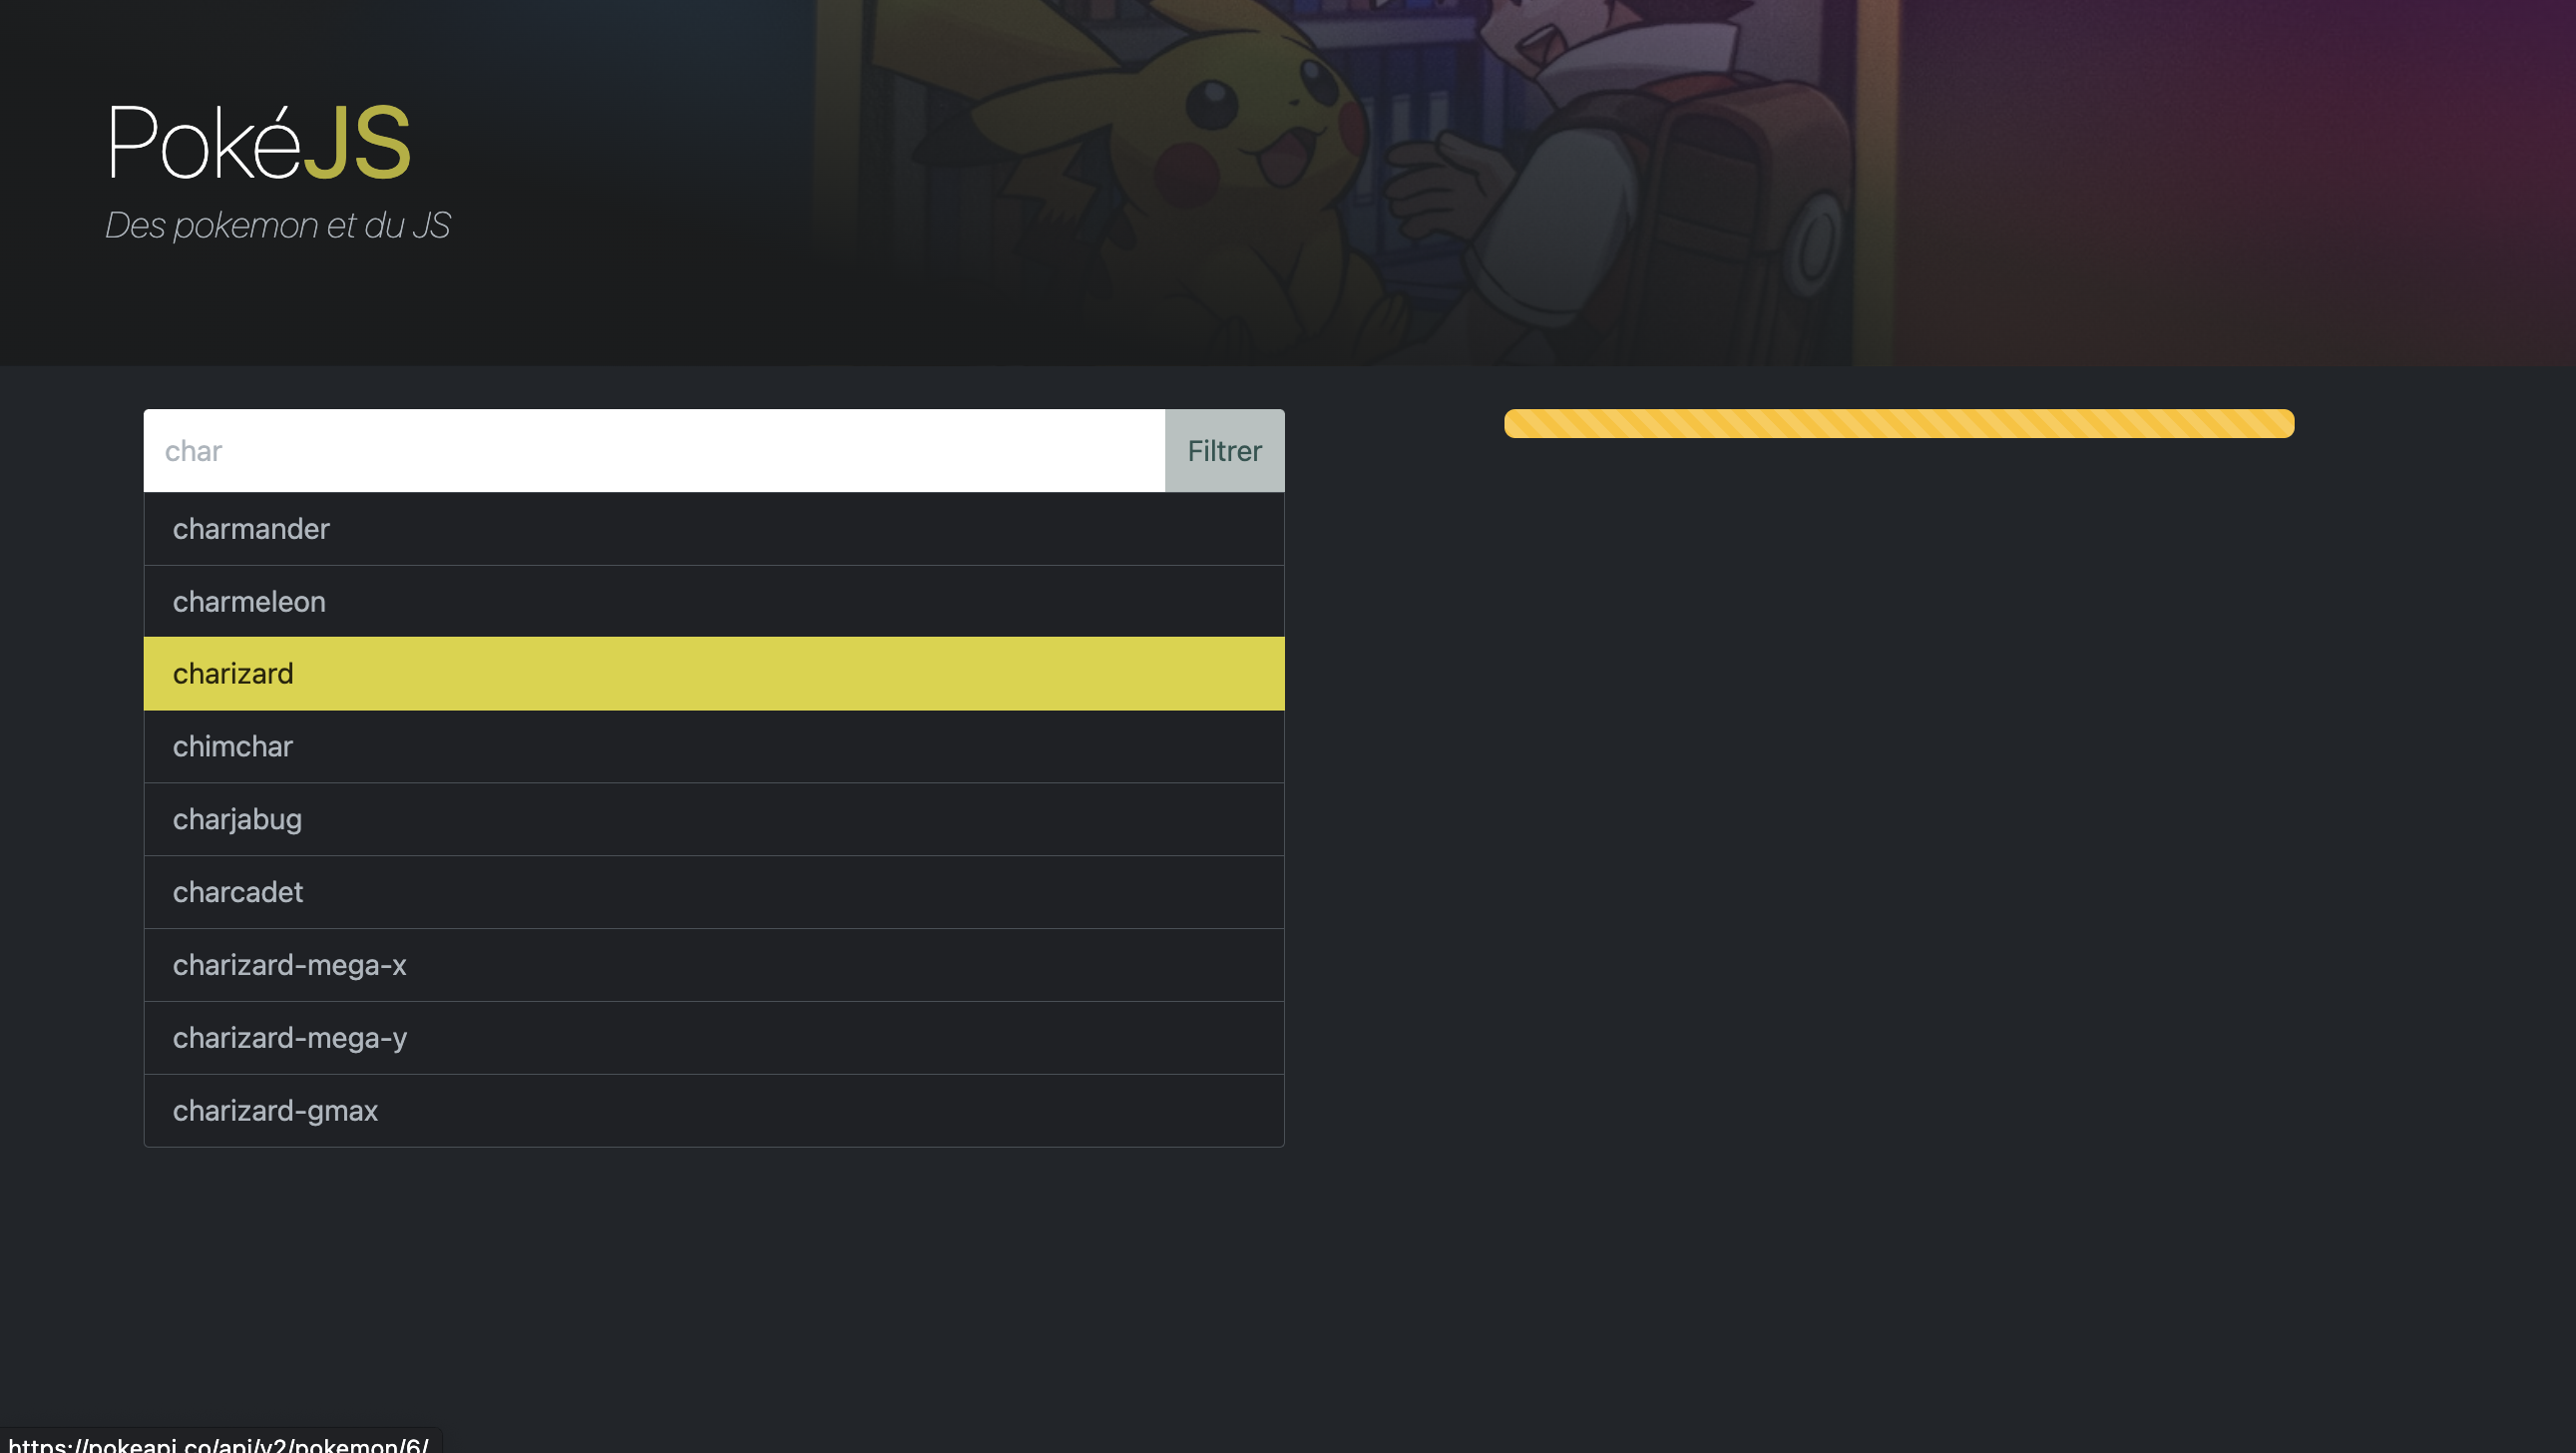 PokéJS
Des pokemon et du JS
char
Filtrer
charmander
charmeleon
charizard
chimchar
charjabug
charcadet
charizard-mega-x
charizard-mega-y
charizard-gmax
https://pokeapi.co/api/v2/pokemon/6/